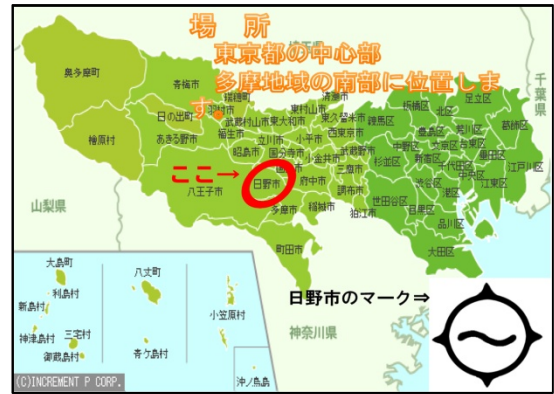 場　所
東京都の中心部
多摩地域の南部に位置しま
す
埼玉県
千葉県
奥多摩町
青梅市
瑞穂町
清瀬市
足立区
板橋区
北区
葛飾区
日の出町
羽村市
東村山市
東久留米市
練馬区
豊島区
荒川区
武蔵村山市
東大和市
檜原村
あきる野市
福生市
立川市
小平市
西東京市
中野区
文京区
台東区
墨田区
昭島市
国分寺市
小金井市
武蔵野市
杉並区
新宿区
千代田区
江戸川区
ここ→
三鷹市
渋谷区
中央区
江東区
山梨県
八王子市
日野市
府中市
調布市
世田谷区
港区
多摩市
稲城市
狛江市
目黒区
品川区
町田市
大田区
大島町
八丈町
利島村
新島村
小笠原村
日野市のマーク⇒
神津島村
三宅村
青ケ島村
神奈川県
御蔵島村
沖ノ鳥島
(C)INCREMENT P CORP.